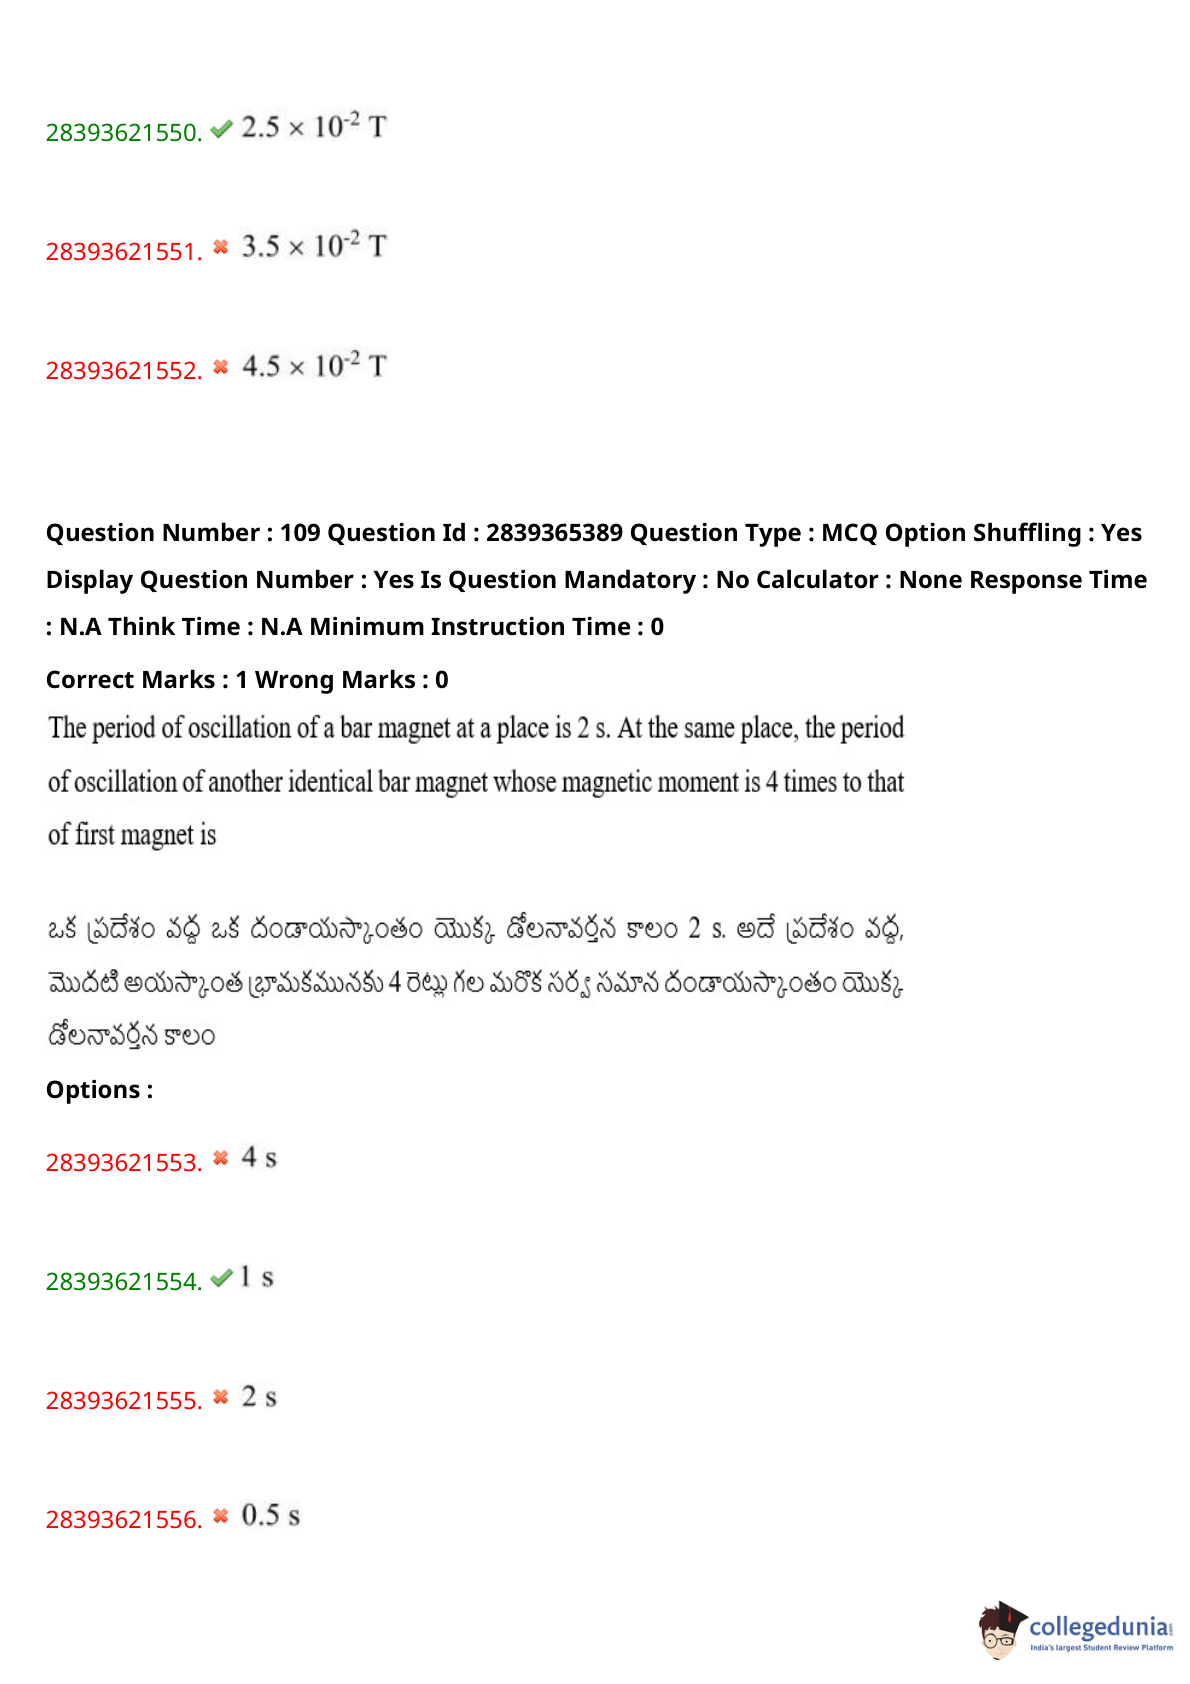 28393621550. 2.5 × 10⁻² T
28393621551. 3.5 × 10⁻² T
28393621552. 4.5 × 10⁻² T
Question Number : 109 Question Id : 2839365389 Question Type : MCQ Option Shuffling : Yes
Display Question Number : Yes Is Question Mandatory : No Calculator : None Response Time
: N.A Think Time : N.A Minimum Instruction Time : 0
Correct Marks : 1 Wrong Marks : 0
The period of oscillation of a bar magnet at a place is 2 s. At the same place, the period
of oscillation of another identical bar magnet whose magnetic moment is 4 times to that
of first magnet is
ఒక ప్రదేశం వద్ద ఒక దండాయస్కాంతం యొక్క డోలనావర్తన కాలం 2 s. అదే ప్రదేశం వద్ద,
మొదటి అయస్కాంత భ్రామకమునకు 4 రెట్లు గల మరొక సర్వ సమాన దండాయస్కాంతం యొక్క
డోలనావర్తన కాలం
Options :
28393621553. 4 s
28393621554. 1 s
28393621555. 2 s
28393621556. 0.5 s
collegedunia
India's largest Student Review Platform